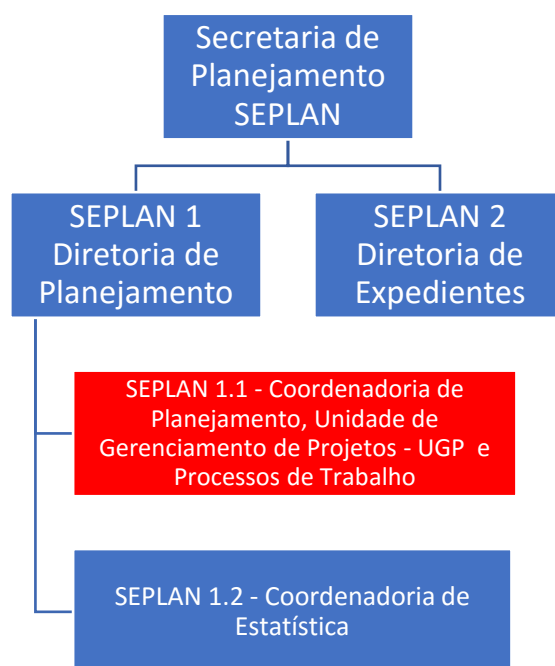 Secretaria de
Planejamento
SEPLAN
SEPLAN 1
Diretoria de
Planejamento
SEPLAN 2
Diretoria de
Expedientes
SEPLAN 1.1 - Coordenadoria de
Planejamento, Unidade de
Gerenciamento de Projetos - UGP e
Processos de Trabalho
SEPLAN 1.2 - Coordenadoria de
Estatística